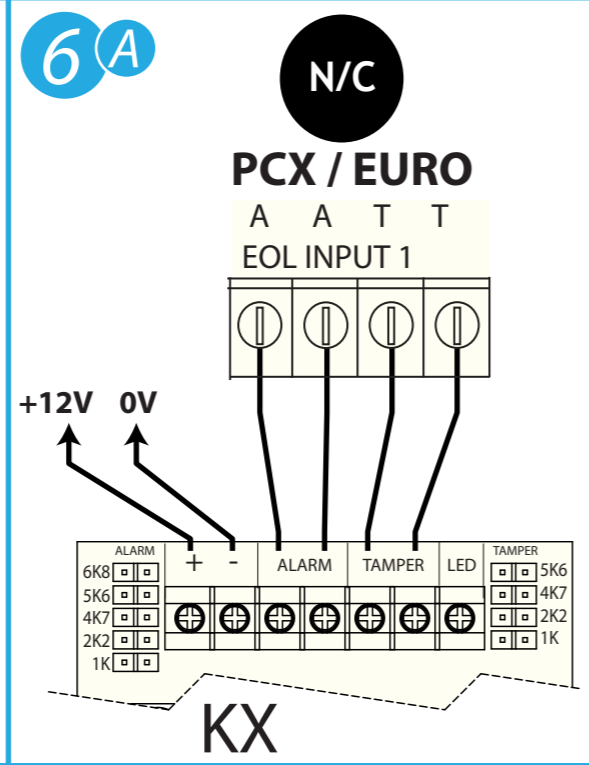 6 A
N/C
PCX / EURO
A A T T
EOL INPUT 1
+12V 0V
ALARM + - ALARM TAMPER LED TAMPER
6K8 5K6
5K6 4K7
4K7 2K2
2K2 1K
1K
KX